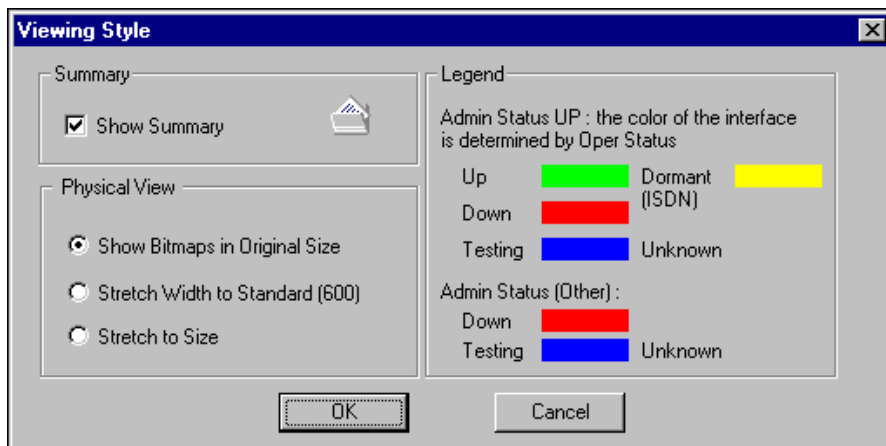 Viewing Style
Summary
Show Summary
Physical View
Show Bitmaps in Original Size
Stretch Width to Standard (600)
Stretch to Size
Legend
Admin Status UP : the color of the interface
is determined by Oper Status
Up
Dormant
(ISDN)
Down
Testing
Unknown
Admin Status (Other) :
Down
Testing
Unknown
OK
Cancel